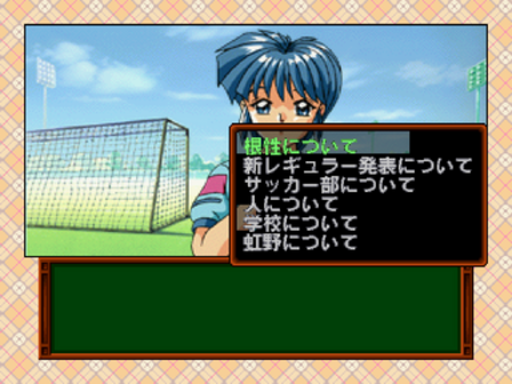 根性について
新レギュラー発表について
サッカー部について
人について
学校について
虹野について